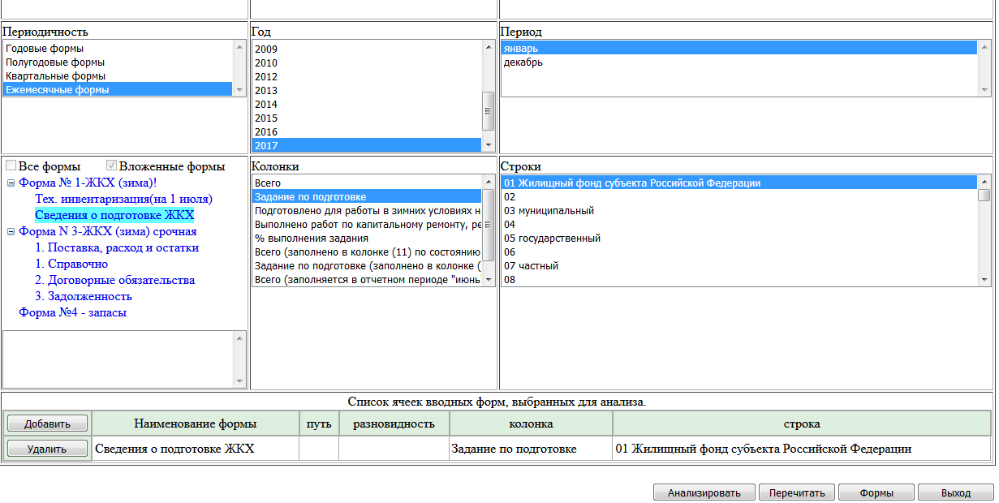 Периодичность
Годовые формы
Полугодовые формы
Квартальные формы
Ежемесячные формы
Год
2009
2010
2012
2013
2014
2015
2016
2017
Период
январь
декабрь
Все формы Вложенные формы
Форма № 1-ЖКХ (зима)!
Тех. инвентаризация(на 1 июля)
Сведения о подготовке ЖКХ
Форма N 3-ЖКХ (зима) срочная
1. Поставка, расход и остатки
1. Справочно
2. Договорные обязательства
3. Задолженность
Форма №4 - запасы
Колонки
Всего
Задание по подготовке
Подготовлено для работы в зимних условиях н
Выполнено работ по капитальному ремонту, ре
% выполнения задания
Всего (заполнено в колонке (11) по состоянию
Задание по подготовке (заполнено в колонке (
Всего (заполняется в отчетном периоде "июнь
Строки
01 Жилищный фонд субъекта Российской Федерации
02
03 муниципальный
04
05 государственный
06
07 частный
08
Список ячеек вводных форм, выбранных для анализа.
Добавить Наименование формы путь разновидность колонка строка
Удалить Сведения о подготовке ЖКХ Задание по подготовке 01 Жилищный фонд субъекта Российской Федерации
Анализировать Перечитать Формы Выход